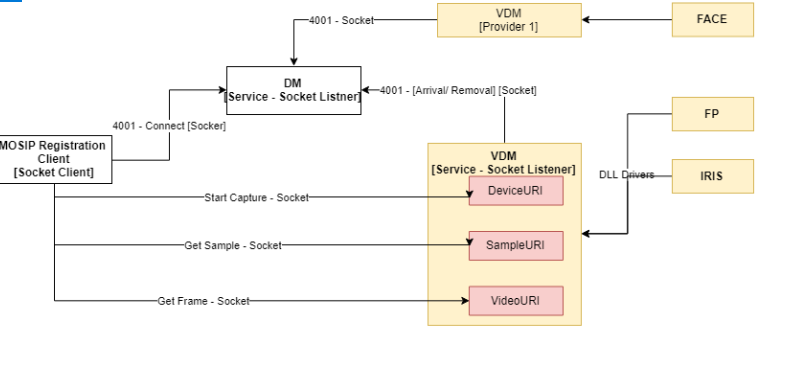 VDM
[Provider 1]
FACE
4001 - Socket
DM
[Service - Socket Listner]
4001 - [Arrival/ Removal] [Socket]
FP
4001 - Connect [Socker]
MOSIP Registration
Client
[Socket Client]
VDM
[Service - Socket Listener]
DLL Drivers
IRIS
Start Capture - Socket
DeviceURI
Get Sample - Socket
SampleURI
Get Frame - Socket
VideoURI